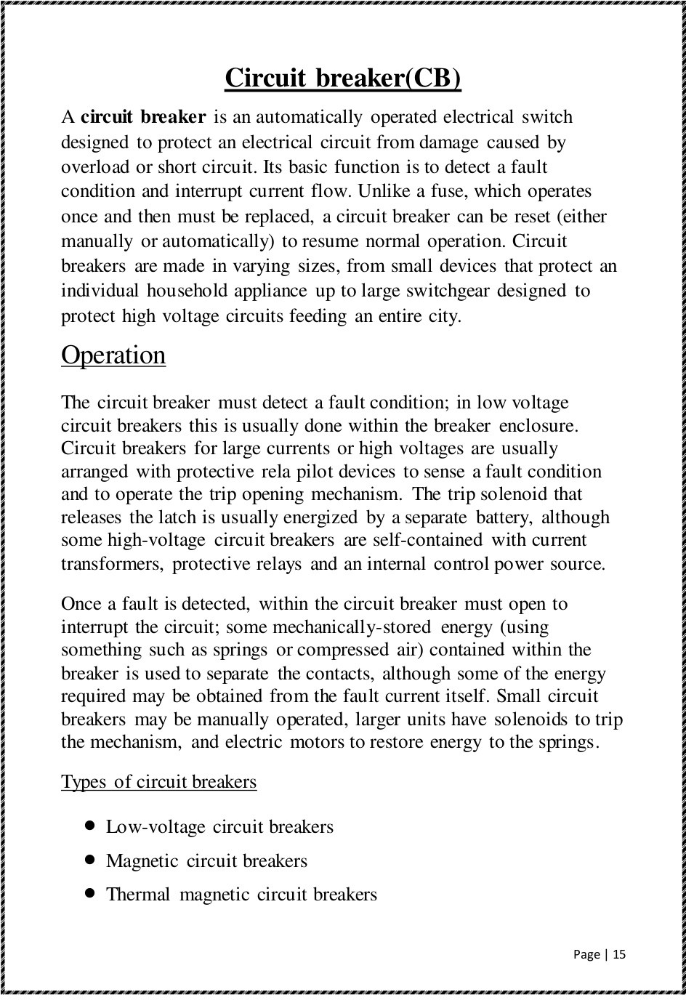 Circuit breaker(CB)
A circuit breaker is an automatically operated electrical switch
designed to protect an electrical circuit from damage caused by
overload or short circuit. Its basic function is to detect a fault
condition and interrupt current flow. Unlike a fuse, which operates
once and then must be replaced, a circuit breaker can be reset (either
manually or automatically) to resume normal operation. Circuit
breakers are made in varying sizes, from small devices that protect an
individual household appliance up to large switchgear designed to
protect high voltage circuits feeding an entire city.
Operation
The circuit breaker must detect a fault condition; in low voltage
circuit breakers this is usually done within the breaker enclosure.
Circuit breakers for large currents or high voltages are usually
arranged with protective rela pilot devices to sense a fault condition
and to operate the trip opening mechanism. The trip solenoid that
releases the latch is usually energized by a separate battery, although
some high-voltage circuit breakers are self-contained with current
transformers, protective relays and an internal control power source.
Once a fault is detected, within the circuit breaker must open to
interrupt the circuit; some mechanically-stored energy (using
something such as springs or compressed air) contained within the
breaker is used to separate the contacts, although some of the energy
required may be obtained from the fault current itself. Small circuit
breakers may be manually operated, larger units have solenoids to trip
the mechanism, and electric motors to restore energy to the springs.
Types of circuit breakers
● Low-voltage circuit breakers
● Magnetic circuit breakers
● Thermal magnetic circuit breakers
Page | 15